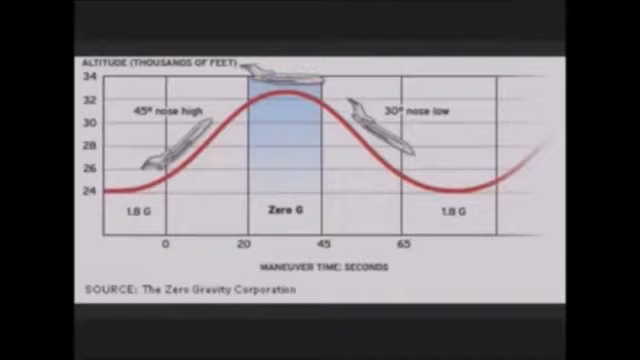 ALTITUDE (THOUSANDS OF FEET)
34
32
30
28
26
24
45° nose high
30° nose low
1.8 G
Zero G
1.8 G
0
20
45
65
MANEUVER TIME: SECONDS
SOURCE: The Zero Gravity Corporation